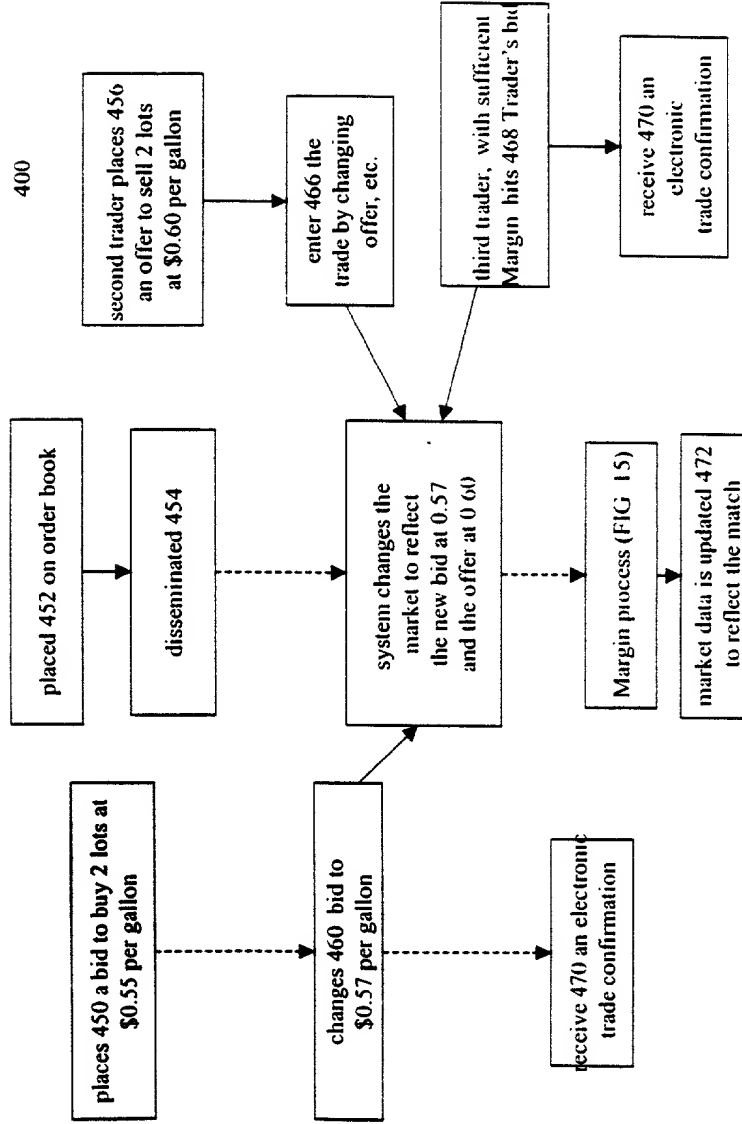 400
places 450 a bid to buy 2 lots at
$0.55 per gallon
changes 460 bid to
$0.57 per gallon
receive 470 an electronic
trade confirmation
placed 452 on order book
disseminated 454
system changes the
market to reflect
the new bid at 0.57
and the offer at 0 60
Margin process (FIG 15)
market data is updated 472
to reflect the match
second trader places 456
an offer to sell 2 lots
at $0.60 per gallon
enter 466 the
trade by changing
offer, etc.
third trader, with sufficient
Margin hits 468 Trader's bid
receive 470 an
electronic
trade confirmation